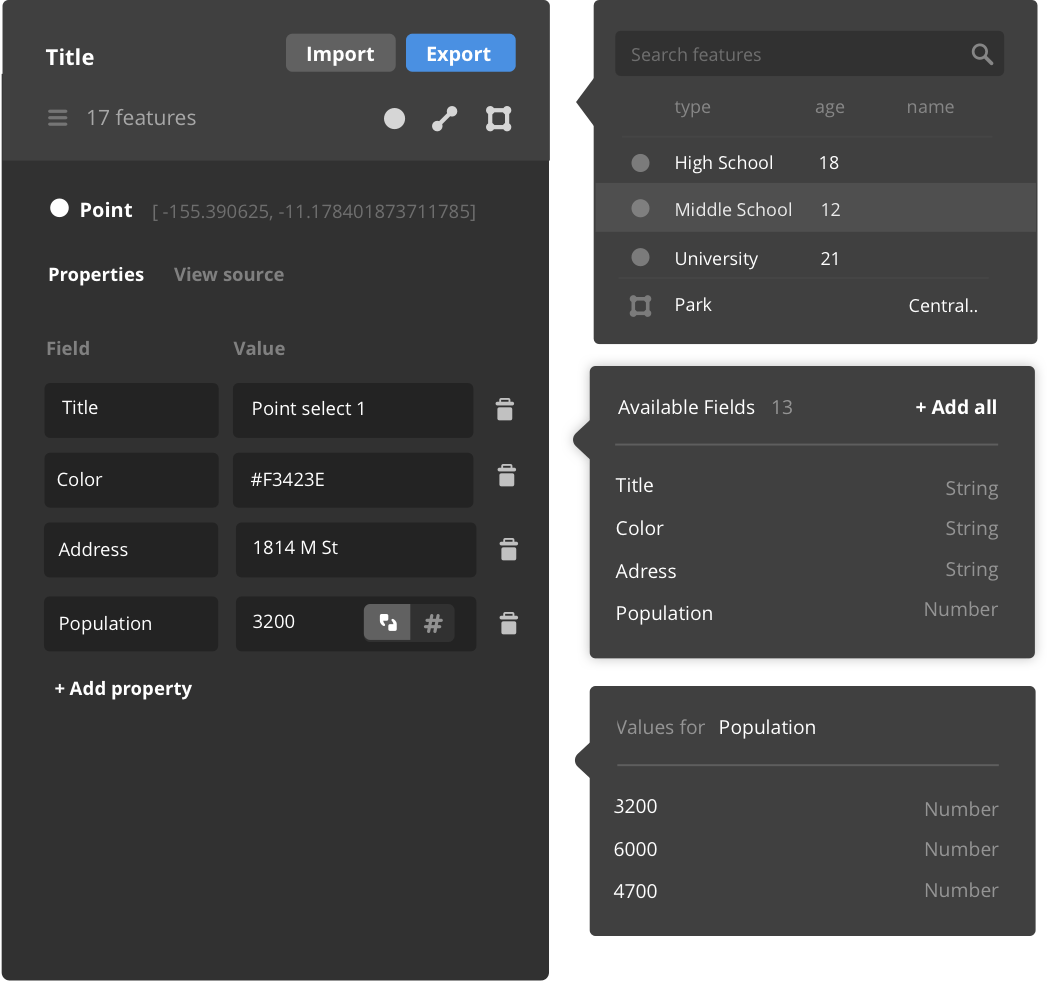 Title Import Export
17 features
Point [ -155.390625, -11.178401873711785]
Properties View source
Field Value
Title Point select 1
Color #F3423E
Address 1814 M St
Population 3200 #
+ Add property
Search features
type age name
High School 18
Middle School 12
University 21
Park Central..
Available Fields 13 + Add all
Title String
Color String
Adress String
Population Number
Values for Population
3200 Number
6000 Number
4700 Number